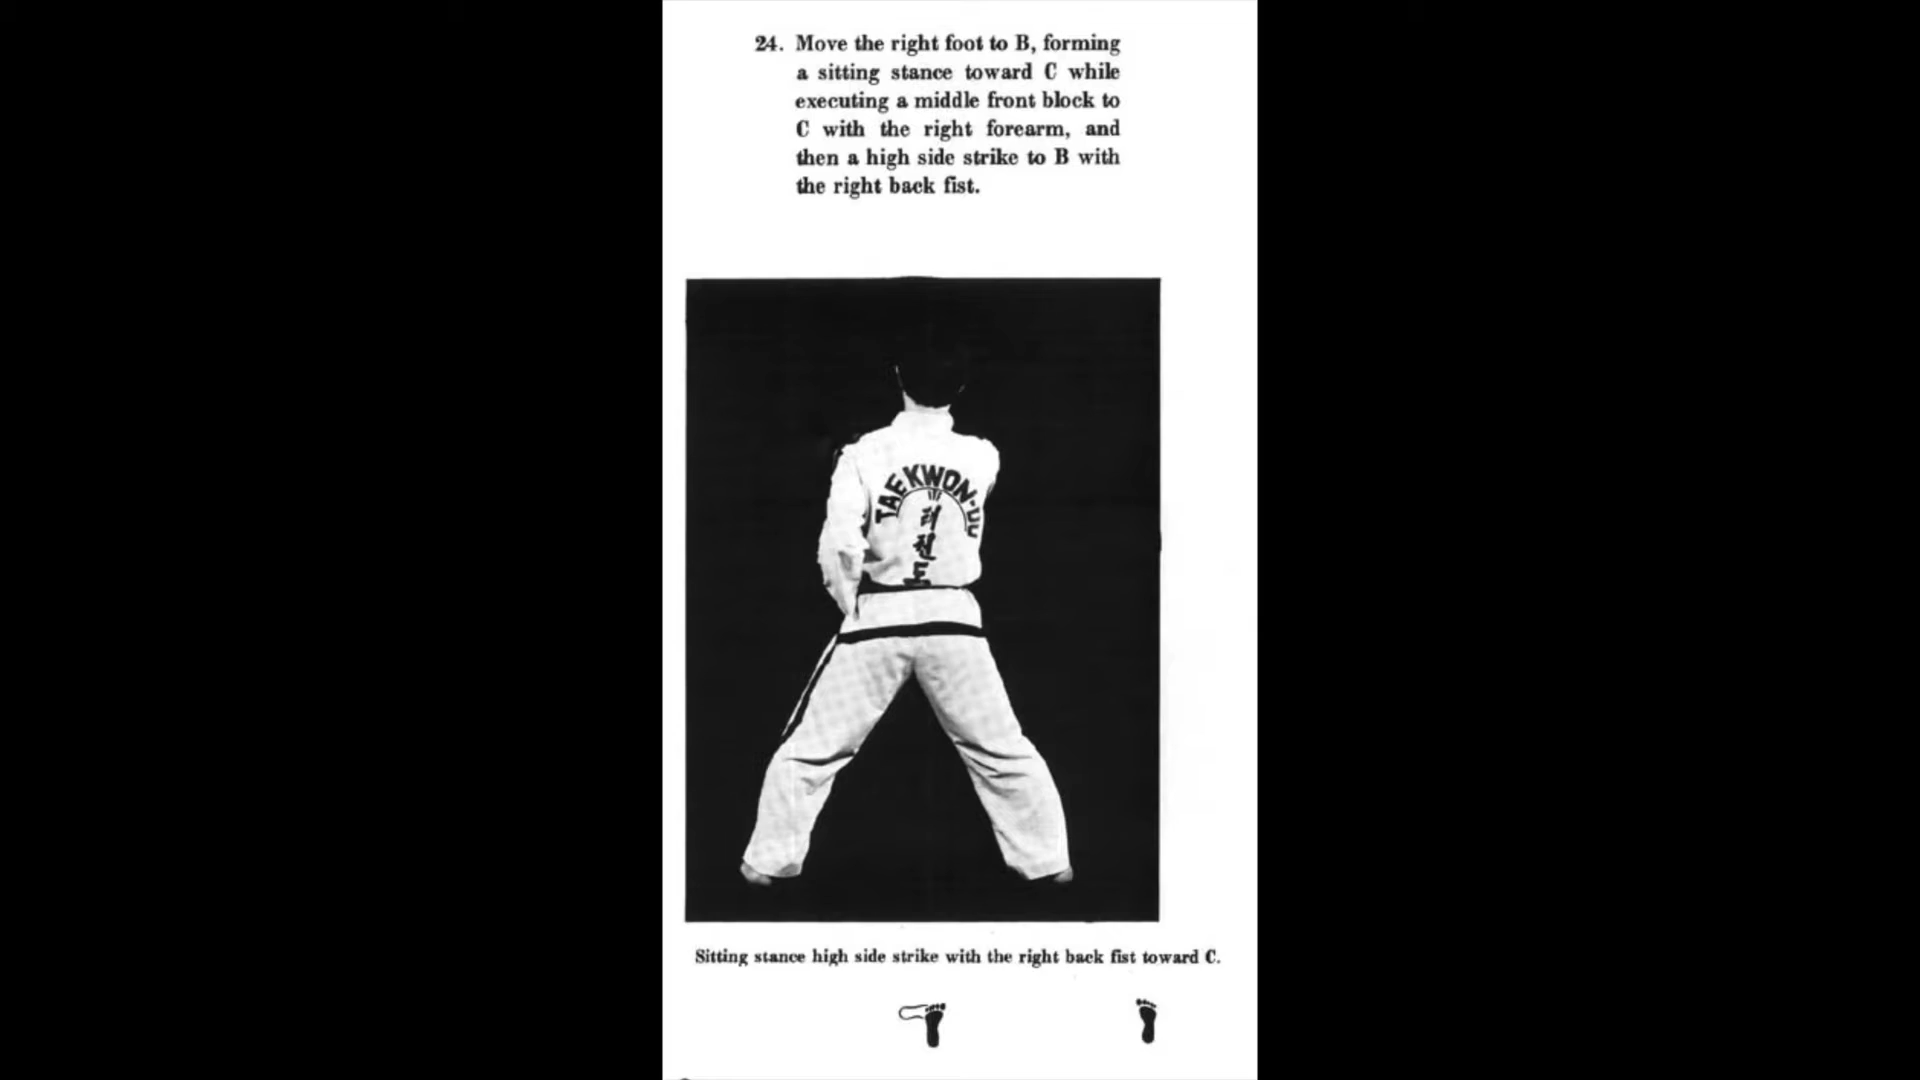 24. Move the right foot to B, forming
a sitting stance toward C while
executing a middle front block to
C with the right forearm, and
then a high side strike to B with
the right back fist.
TAEKWON-DO
태
권
도
Sitting stance high side strike with the right back fist toward C.